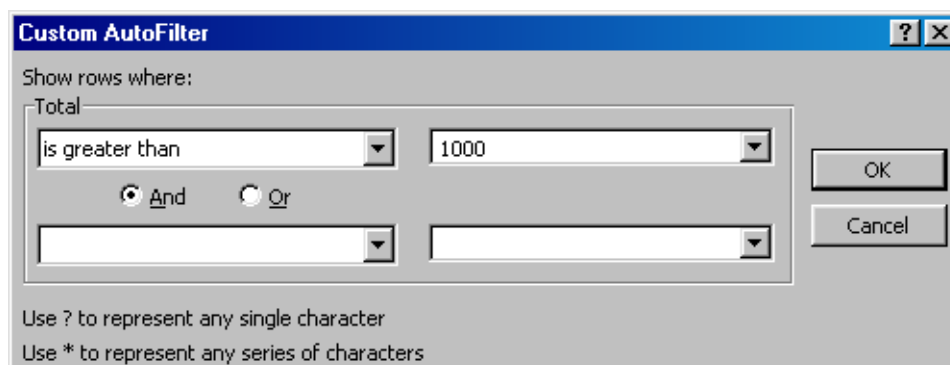 Custom AutoFilter
Show rows where:
Total
is greater than 1000
And Or
OK
Cancel
Use ? to represent any single character
Use * to represent any series of characters